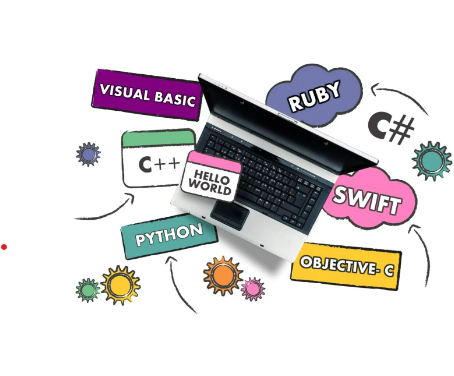 VISUAL BASIC
RUBY
C#
C++
HELLO
WORLD
SWIFT
PYTHON
OBJECTIVE- C